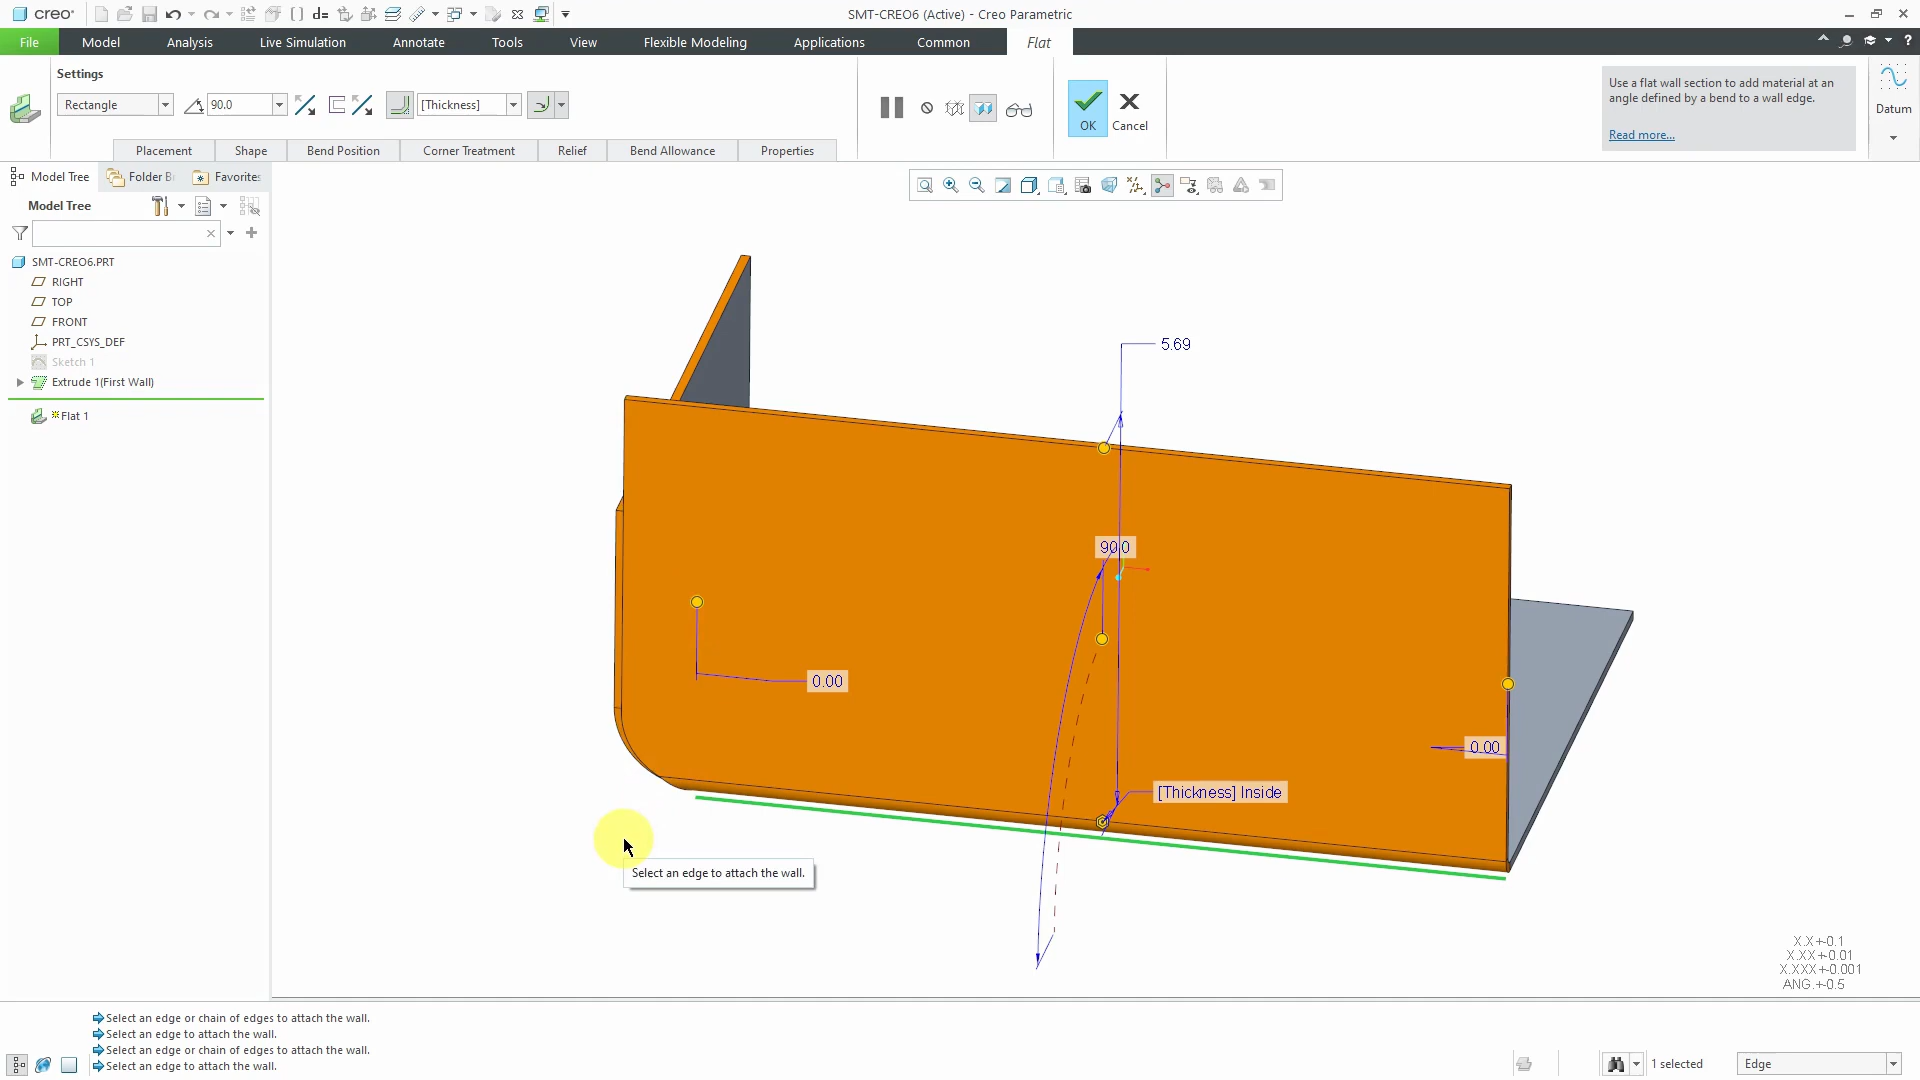 creo
SMT-CREO6 (Active) - Creo Parametric
File
Model
Analysis
Live Simulation
Annotate
Tools
View
Flexible Modeling
Applications
Common
Flat
Settings
Rectangle
90.0
[Thickness]
OK
Cancel
Placement
Shape
Bend Position
Corner Treatment
Relief
Bend Allowance
Properties
Use a flat wall section to add material at an
angle defined by a bend to a wall edge.
Read more...
Datum
Model Tree
Folder B
Favorites
Model Tree
SMT-CREO6.PRT
RIGHT
TOP
FRONT
PRT_CSYS_DEF
Sketch 1
Extrude 1(First Wall)
Flat 1
5.69
90.0
0.00
0.00
[Thickness] Inside
Select an edge to attach the wall.
X.X+-0.1
X.XX+-0.01
X.XXX+-0.001
ANG.+-0.5
Select an edge or chain of edges to attach the wall.
Select an edge to attach the wall.
Select an edge or chain of edges to attach the wall.
Select an edge to attach the wall.
1 selected
Edge